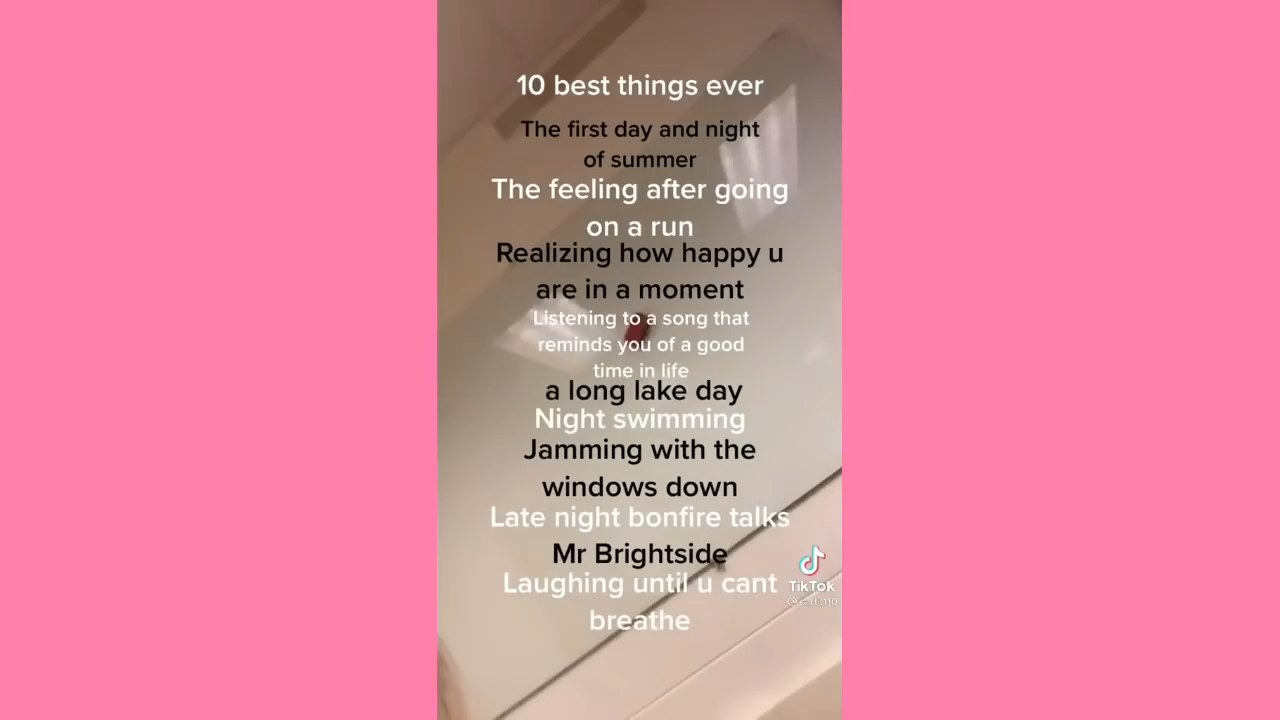 10 best things ever
The first day and night
of summer
The feeling after going
on a run
Realizing how happy u
are in a moment
Listening to a song that
reminds you of a good
time in life
a long lake day
Night swimming
Jamming with the
windows down
Late night bonfire talks
Mr Brightside
Laughing until u cant
breathe
TikTok